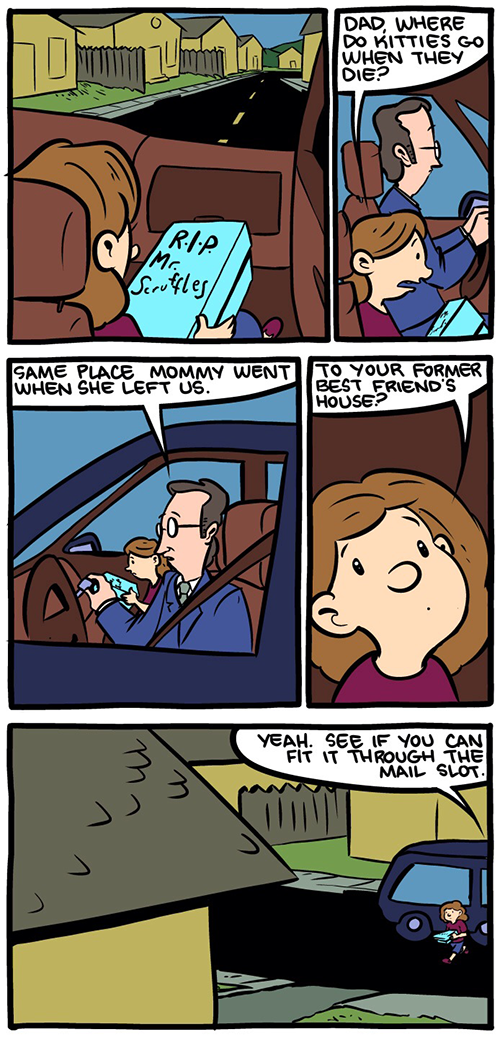 R.I.P.
Mr.
Scruffles
DAD, WHERE
DO KITTIES GO
WHEN THEY
DIE?
SAME PLACE MOMMY WENT
WHEN SHE LEFT US.
TO YOUR FORMER
BEST FRIEND'S
HOUSE?
YEAH. SEE IF YOU CAN
FIT IT THROUGH THE
MAIL SLOT.